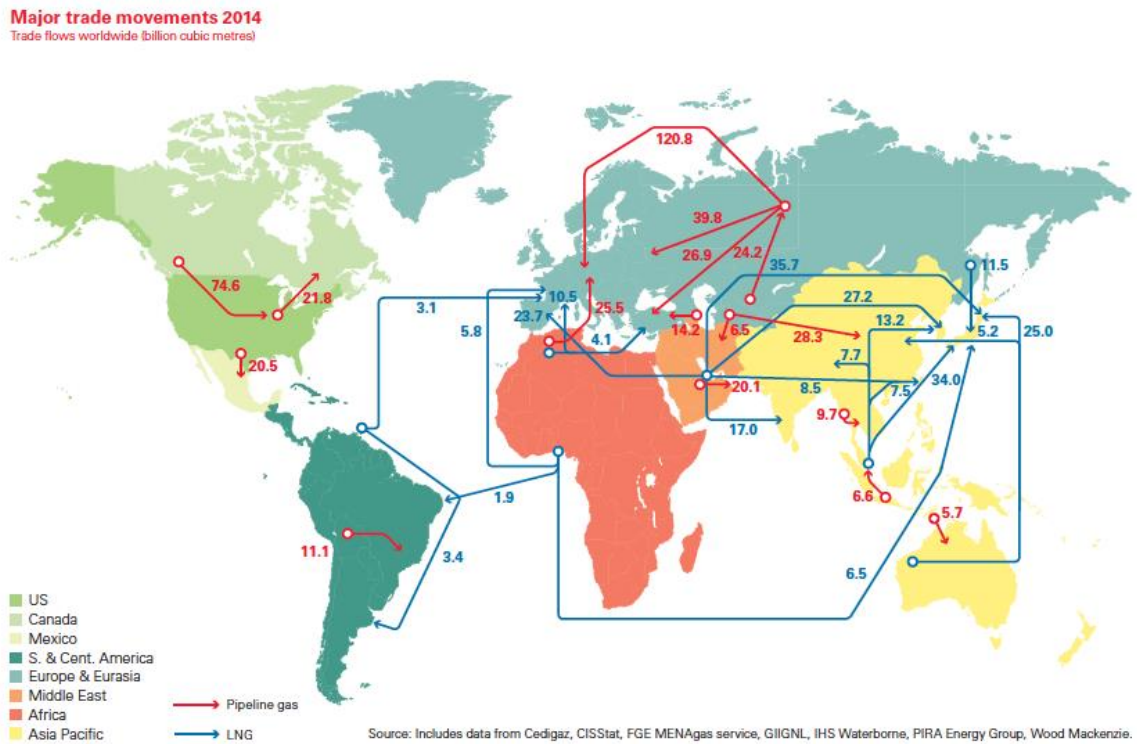 Major trade movements 2014
Trade flows worldwide (billion cubic metres)
120.8
39.8
26.9
24.2
35.7
11.5
74.6
21.8
3.1
10.5
25.5
27.2
23.7
13.2
5.8
4.1
14.2
6.5
28.3
5.2
25.0
20.5
7.7
34.0
20.1
8.5
7.5
9.7
17.0
1.9
6.6
5.7
11.1
3.4
6.5
US
Canada
Mexico
S. & Cent. America
Europe & Eurasia
Middle East
Africa
Asia Pacific
Pipeline gas
LNG
Source: Includes data from Cedigaz, CISStat, FGE MENAgas service, GIIGNL, IHS Waterborne, PIRA Energy Group, Wood Mackenzie.